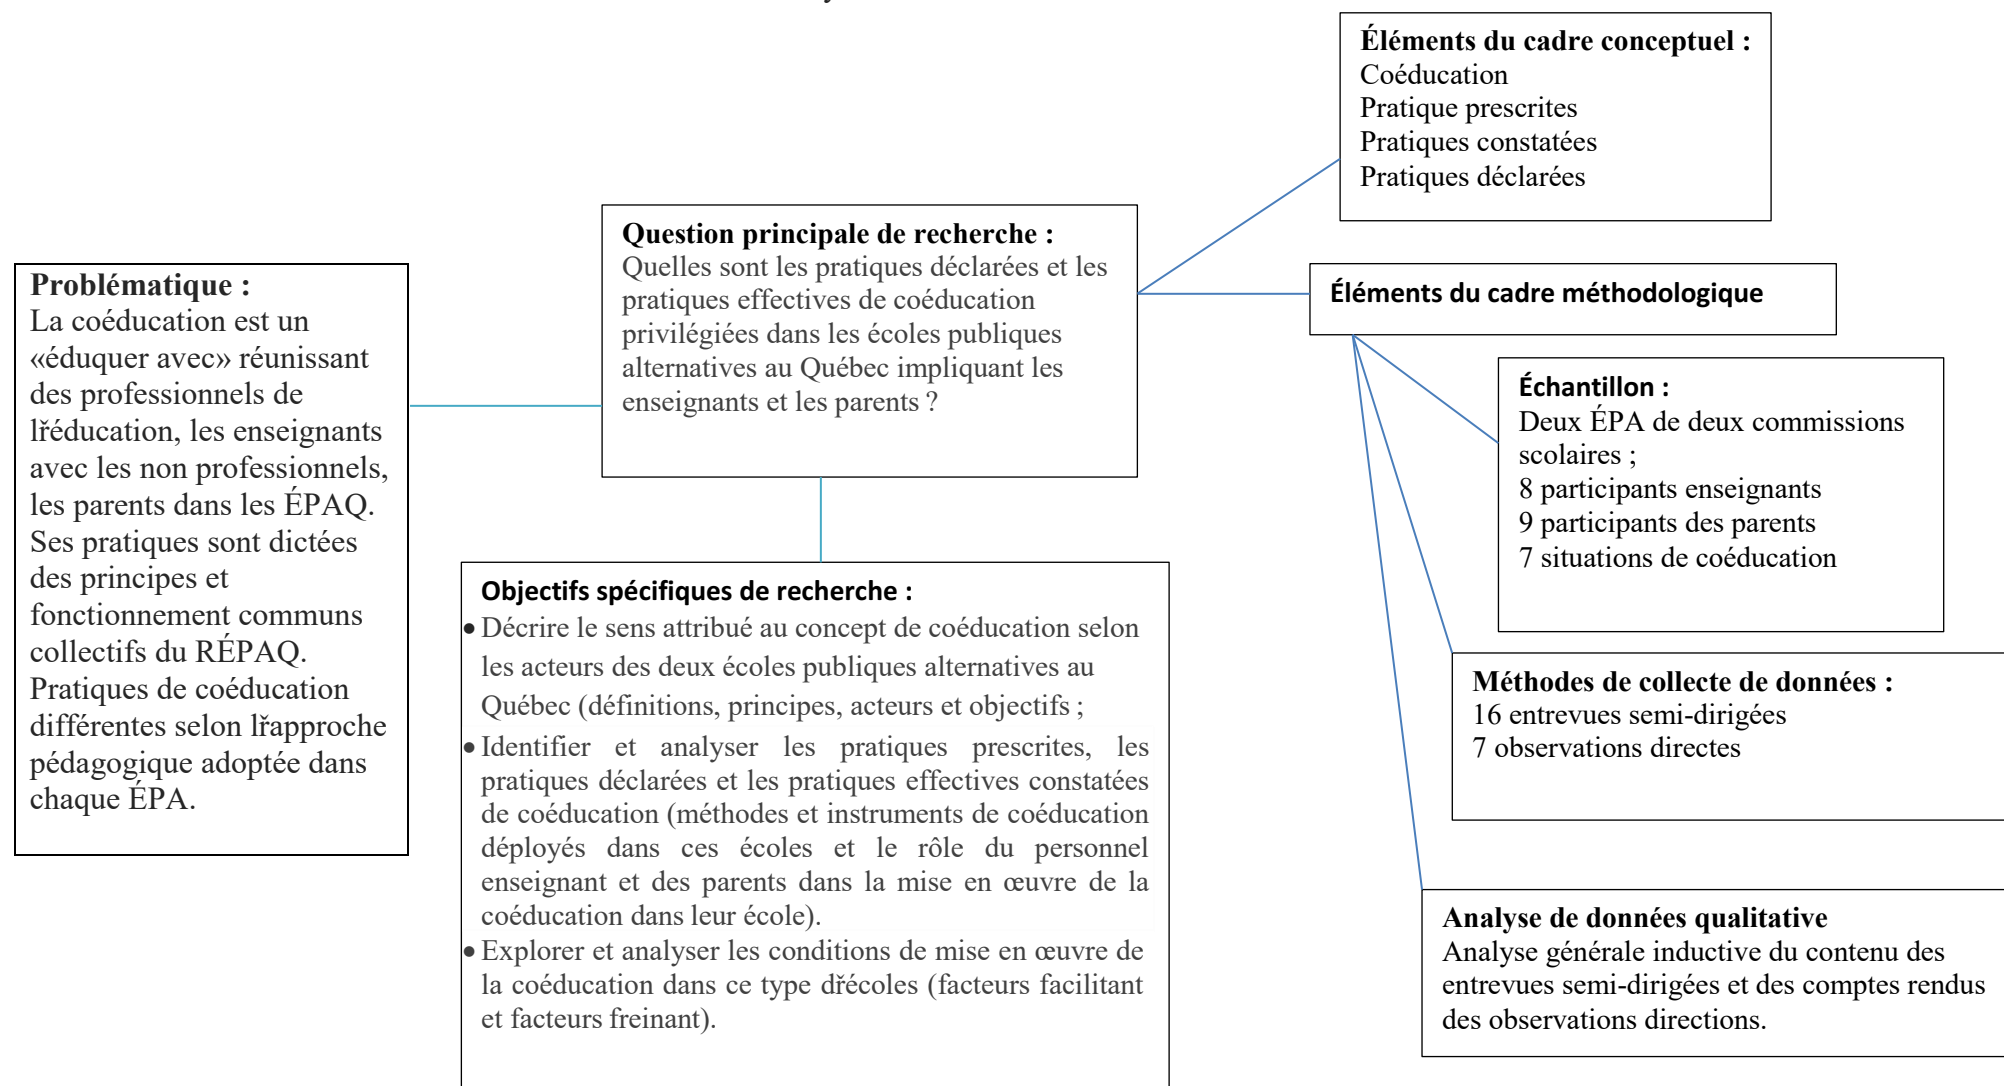 Problématique :
La coéducation est un
«éduquer avec» réunissant
des professionnels de
lřéducation, les enseignants
avec les non professionnels,
les parents dans les ÉPAQ.
Ses pratiques sont dictées
des principes et
fonctionnement communs
collectifs du RÉPAQ.
Pratiques de coéducation
différentes selon lřapproche
pédagogique adoptée dans
chaque ÉPA.
Question principale de recherche :
Quelles sont les pratiques déclarées et les
pratiques effectives de coéducation
privilégiées dans les écoles publiques
alternatives au Québec impliquant les
enseignants et les parents ?
Objectifs spécifiques de recherche :
• Décrire le sens attribué au concept de coéducation selon
les acteurs des deux écoles publiques alternatives au
Québec (définitions, principes, acteurs et objectifs ;
• Identifier et analyser les pratiques prescrites, les
pratiques déclarées et les pratiques effectives constatées
de coéducation (méthodes et instruments de coéducation
déployés dans ces écoles et le rôle du personnel
enseignant et des parents dans la mise en œuvre de la
coéducation dans leur école).
• Explorer et analyser les conditions de mise en œuvre de
la coéducation dans ce type dřécoles (facteurs facilitant
et facteurs freinant).
Éléments du cadre conceptuel :
Coéducation
Pratique prescrites
Pratiques constatées
Pratiques déclarées
Éléments du cadre méthodologique
Échantillon :
Deux ÉPA de deux commissions
scolaires ;
8 participants enseignants
9 participants des parents
7 situations de coéducation
Méthodes de collecte de données :
16 entrevues semi-dirigées
7 observations directes
Analyse de données qualitative
Analyse générale inductive du contenu des
entrevues semi-dirigées et des comptes rendus
des observations directions.